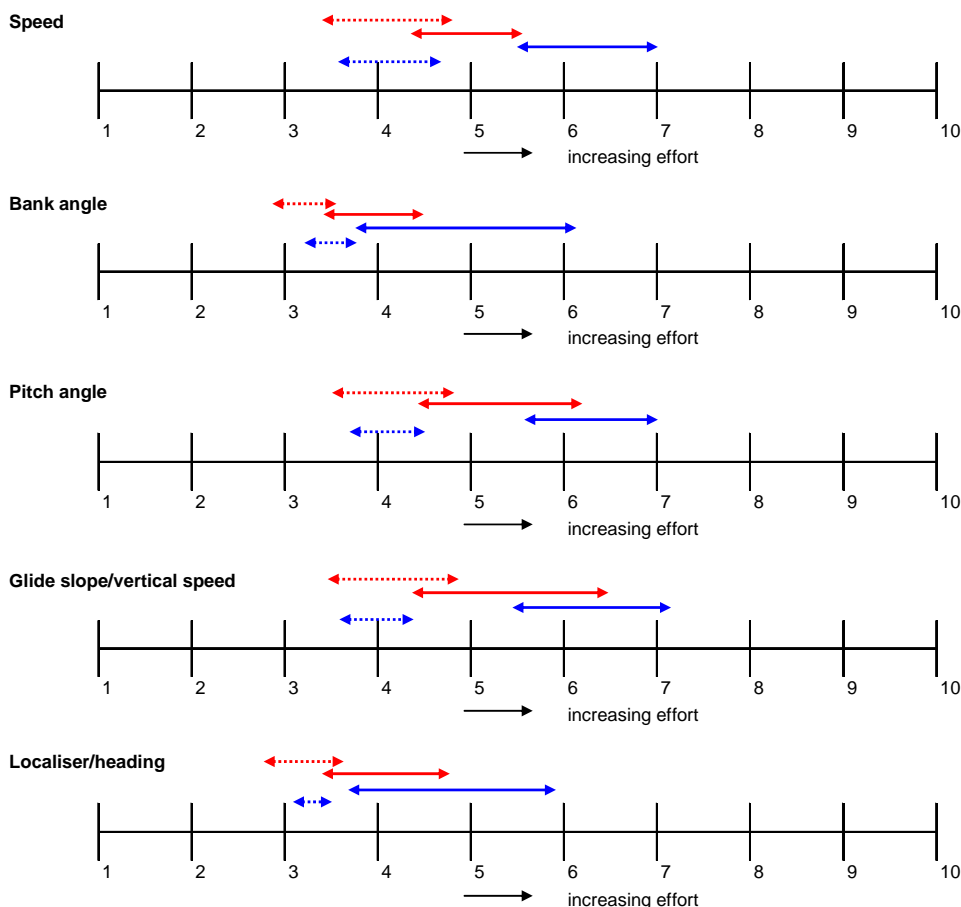 Speed
1 2 3 4 5 6 7 8 9 10
increasing effort
Bank angle
1 2 3 4 5 6 7 8 9 10
increasing effort
Pitch angle
1 2 3 4 5 6 7 8 9 10
increasing effort
Glide slope/vertical speed
1 2 3 4 5 6 7 8 9 10
increasing effort
Localiser/heading
1 2 3 4 5 6 7 8 9 10
increasing effort